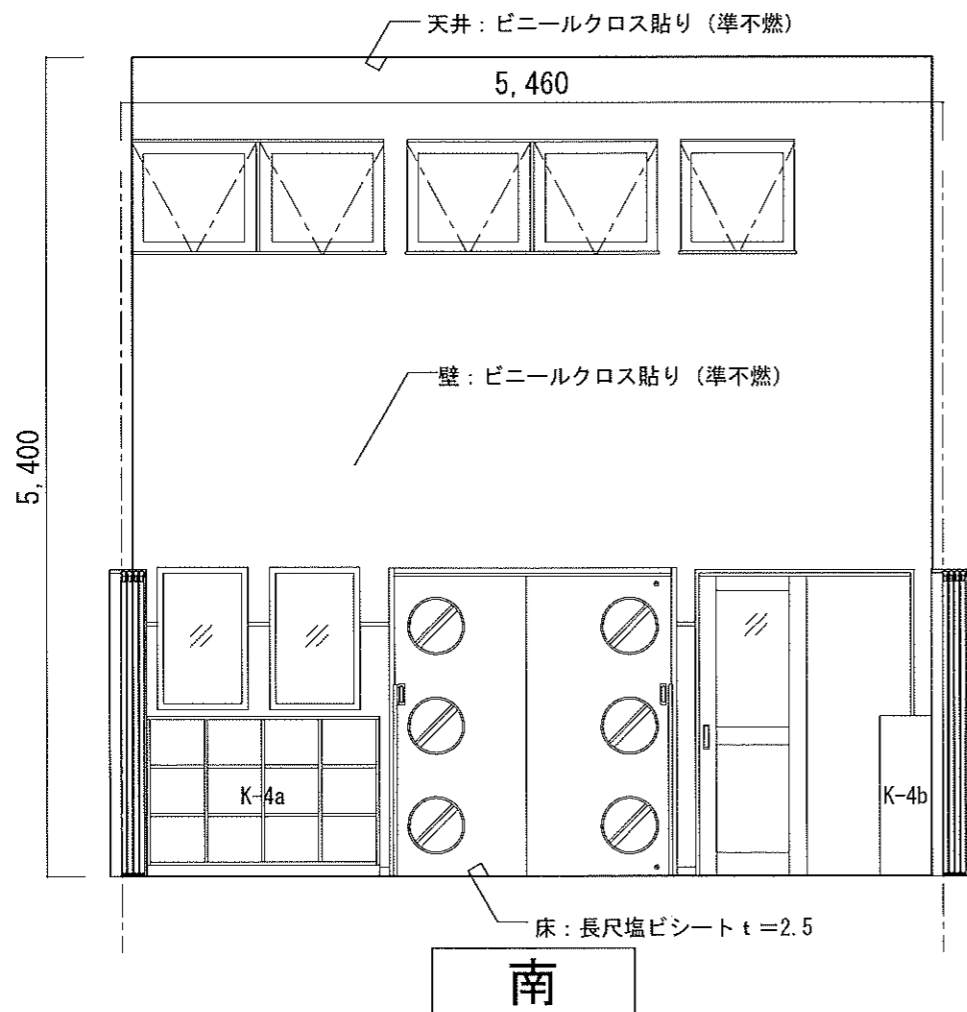 天井：ビニールクロス貼り（準不燃）
5,460
壁：ビニールクロス貼り（準不燃）
5,400
K-4a
K-4b
床：長尺塩ビシート ｔ＝2.5
南